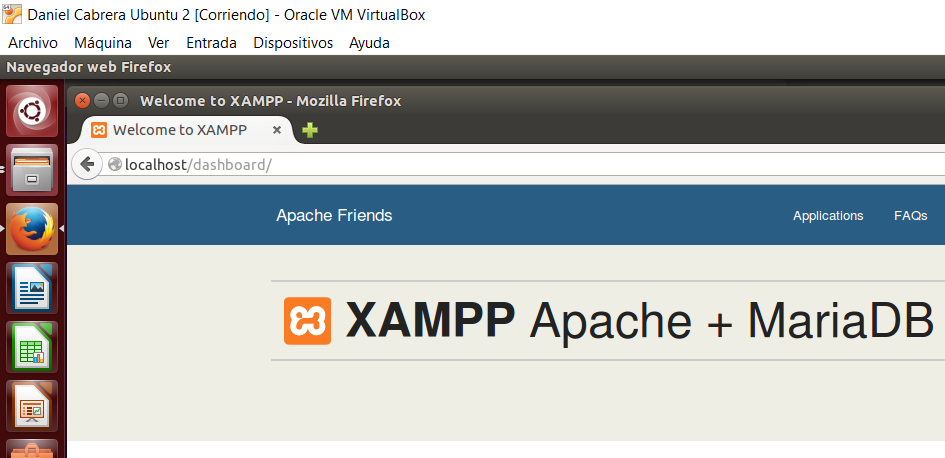 Daniel Cabrera Ubuntu 2 [Corriendo] - Oracle VM VirtualBox
Archivo Máquina Ver Entrada Dispositivos Ayuda
Navegador web Firefox
Welcome to XAMPP - Mozilla Firefox
Welcome to XAMPP
localhost/dashboard/
Apache Friends Applications FAQs
XAMPP Apache + MariaDB